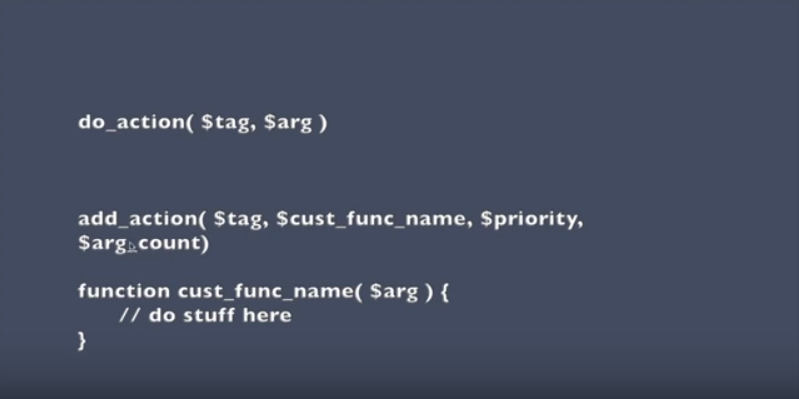 do_action( $tag, $arg )
add_action( $tag, $cust_func_name, $priority,
$arg_count)
function cust_func_name( $arg ) {
// do stuff here
}